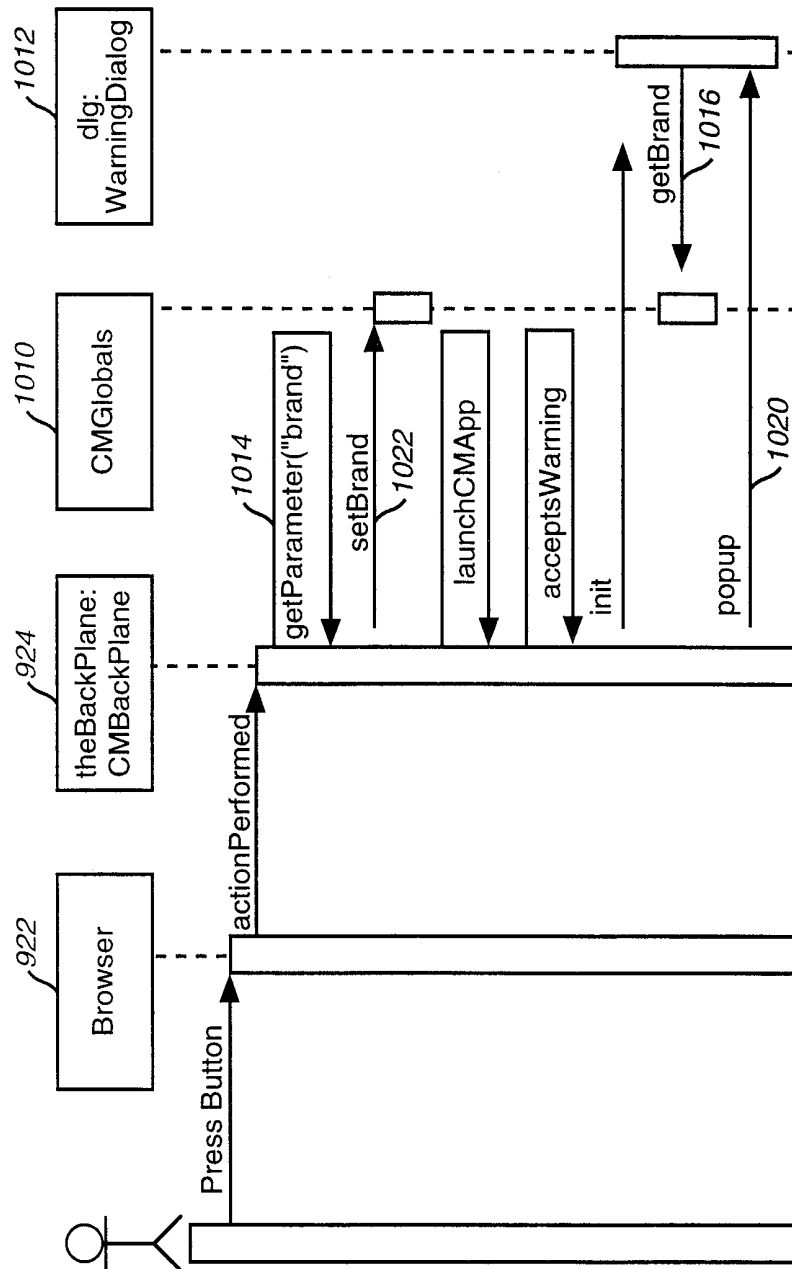 922
Browser
924
theBackPlane:
CMBackPlane
1010
CMGlobals
1012
dlg:
WarningDialog
Press Button
actionPerformed
1014
getParameter("brand")
setBrand
1022
launchCMApp
acceptsWarning
init
getBrand
1016
popup
1020